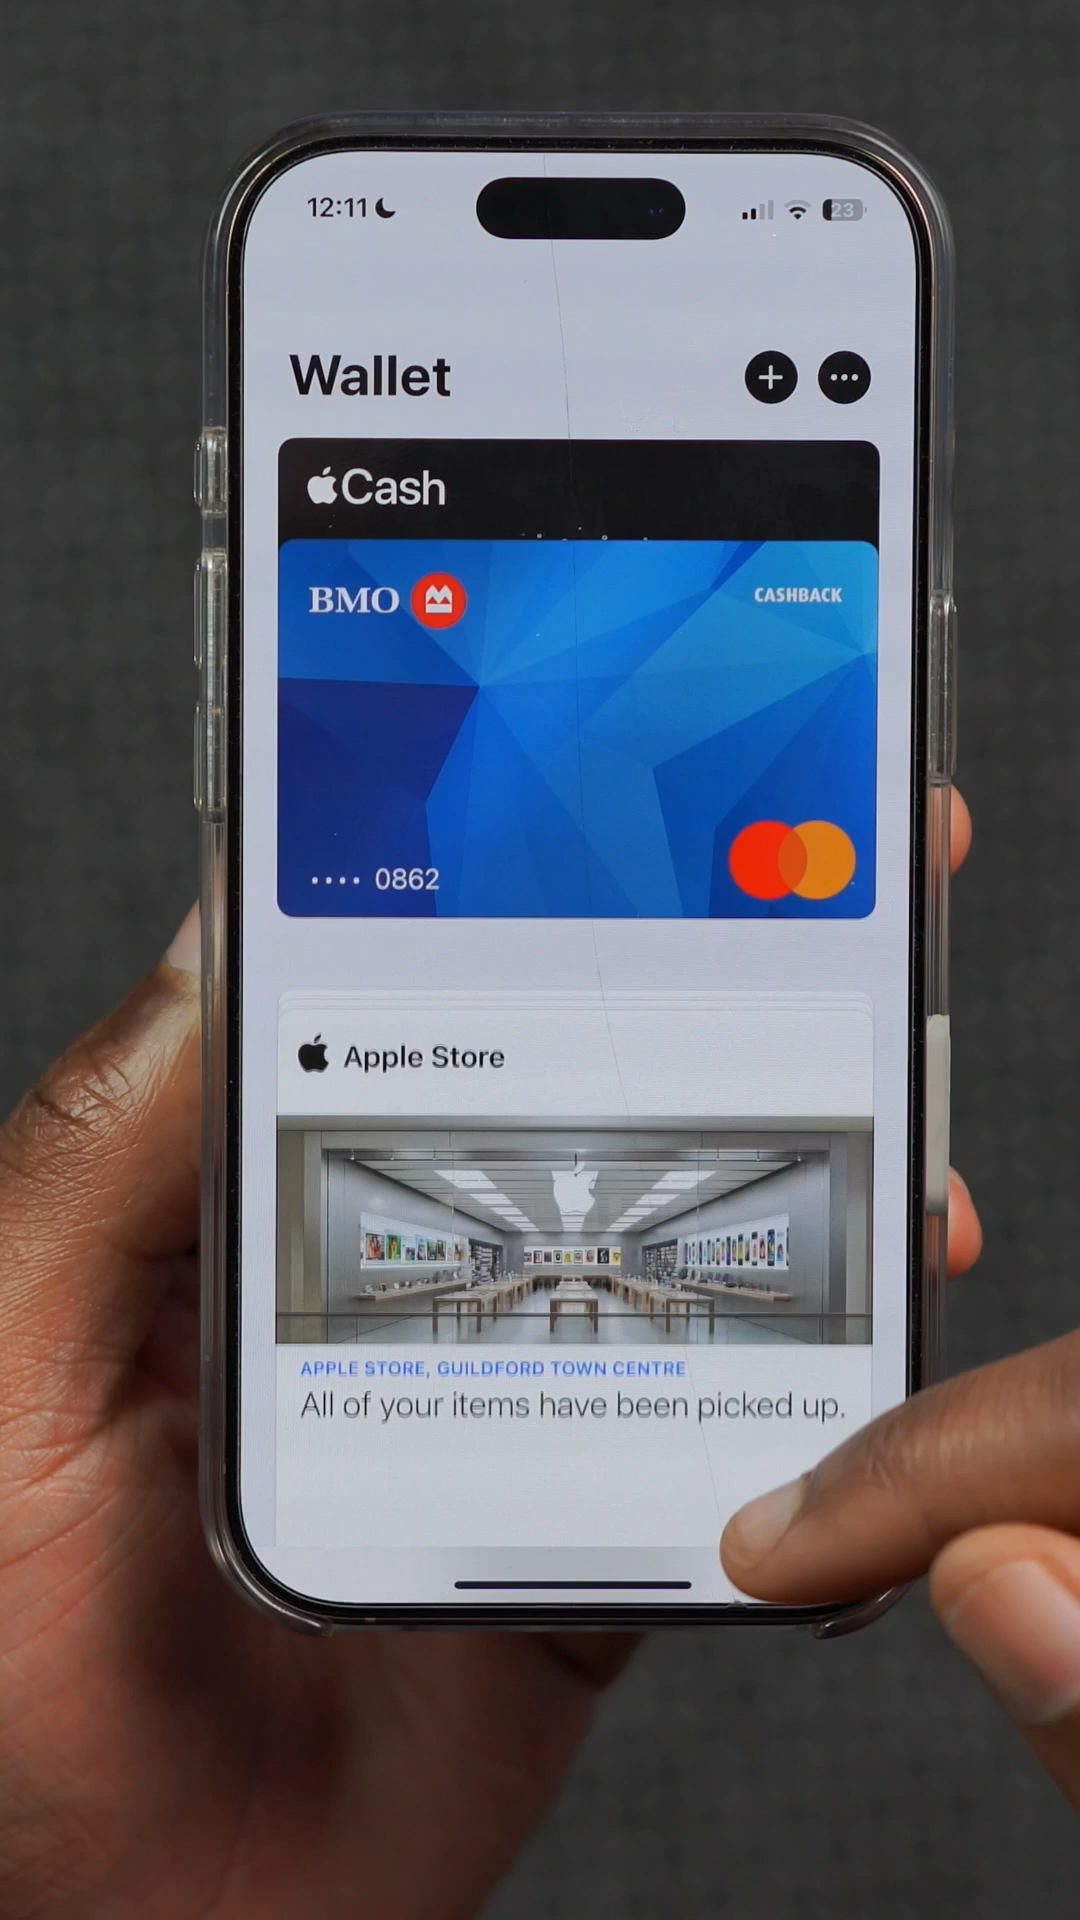 12:11
23
Wallet
Cash
BMO
CASHBACK
•••• 0862
Apple Store
APPLE STORE, GUILDFORD TOWN CENTRE
All of your items have been picked up.